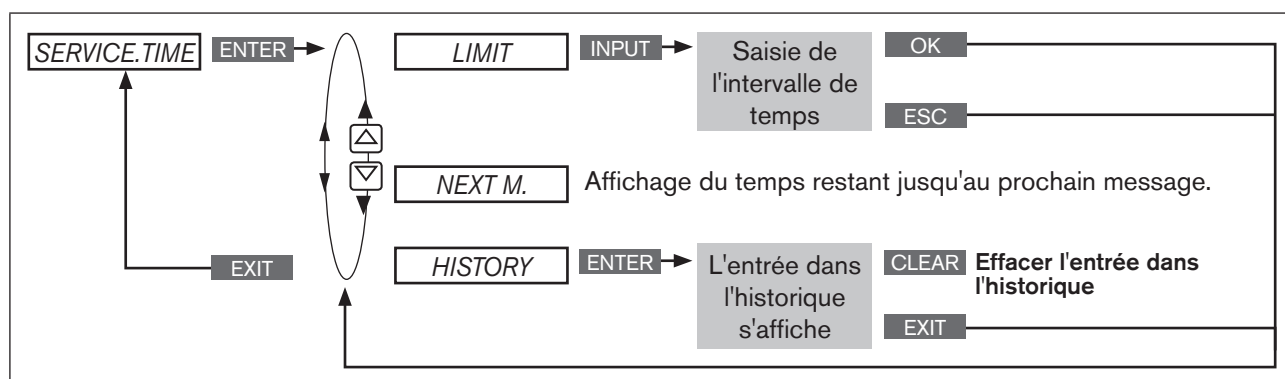 SERVICE.TIME ENTER LIMIT INPUT Saisie de OK
l'intervalle de
temps ESC
NEXT M. Affichage du temps restant jusqu'au prochain message.
EXIT HISTORY ENTER L'entrée dans CLEAR Effacer l'entrée dans
l'historique l'historique
s'affiche EXIT